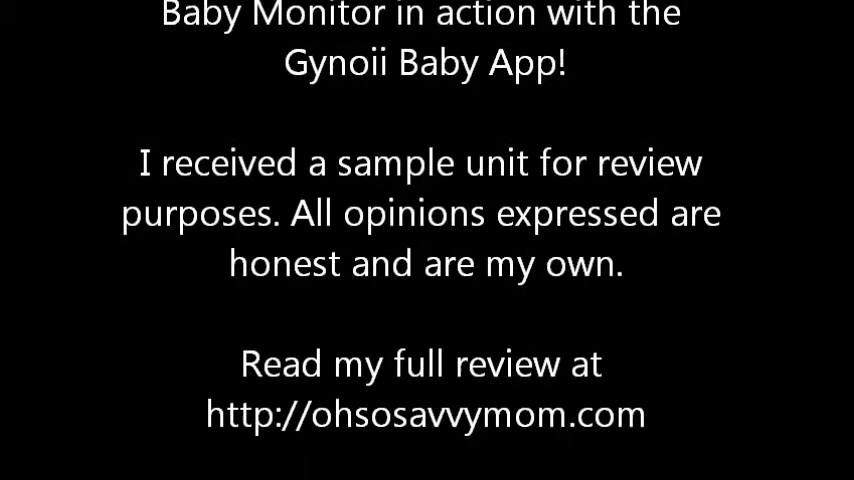 Baby Monitor in action with the
Gynoii Baby App!
I received a sample unit for review
purposes. All opinions expressed are
honest and are my own.
Read my full review at
http://ohsosavvymom.com